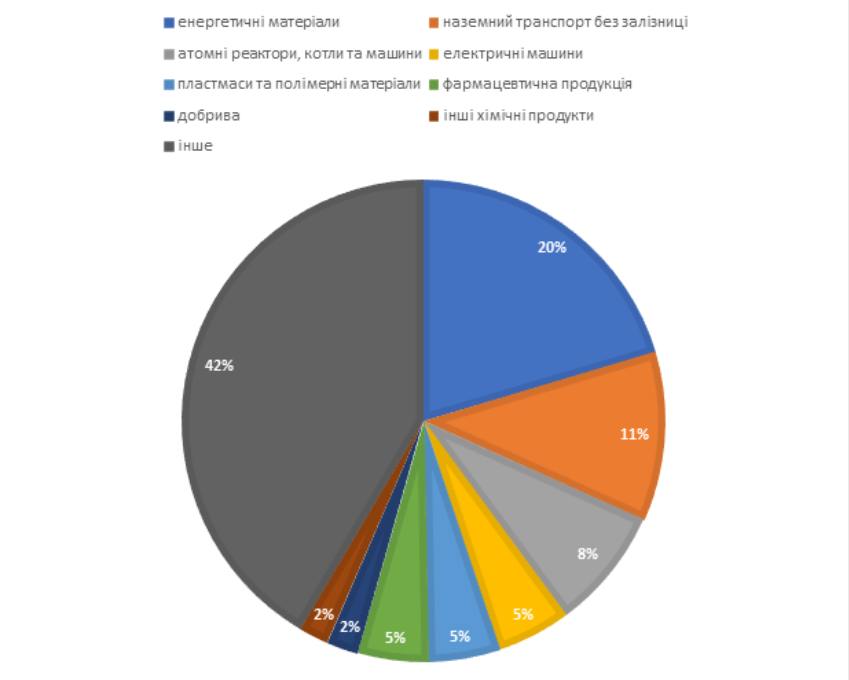 енергетичні матеріали
наземний транспорт без залізниці
атомні реактори, котли та машини
електричні машини
пластмаси та полімерні матеріали
фармацевтична продукція
добрива
інші хімічні продукти
інше
20%
42%
11%
8%
2%
5%
2%
5%
5%